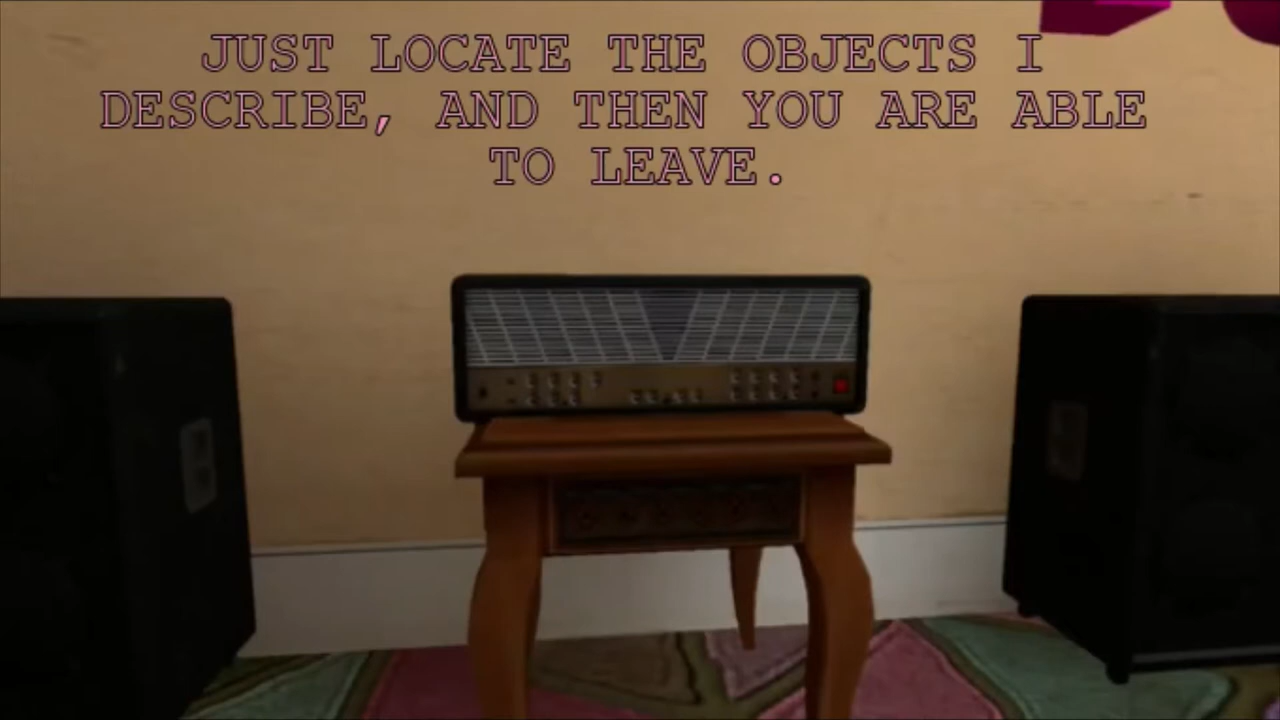 JUST LOCATE THE OBJECTS I
DESCRIBE, AND THEN YOU ARE ABLE
TO LEAVE.